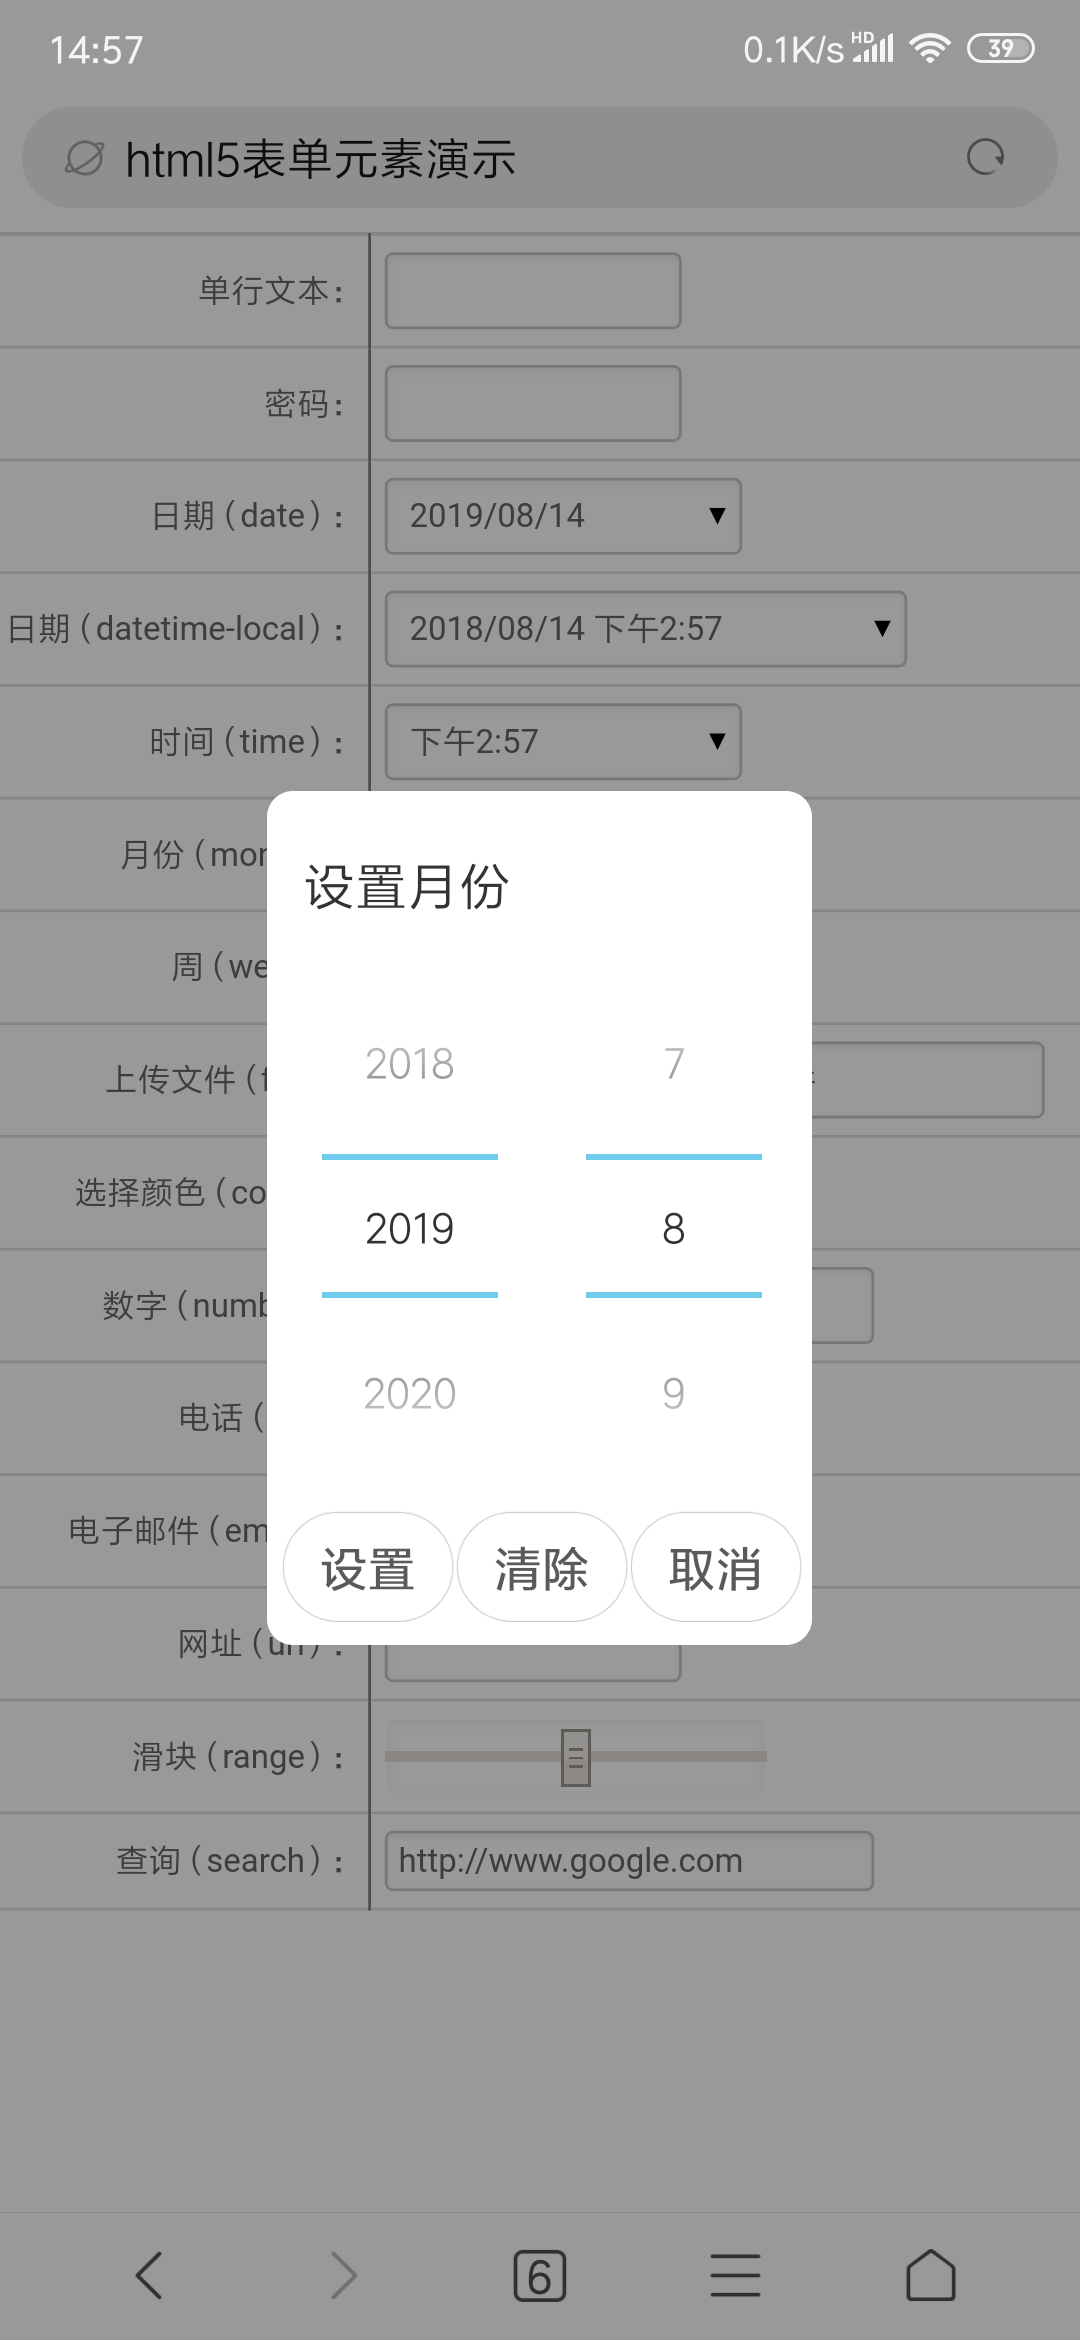 14:57 0.1K/s HD 39
html5表单元素演示
单行文本：
密码：
日期（date）： 2019/08/14
日期（datetime-local）： 2018/08/14 下午2:57
时间（time）： 下午2:57
月份（mon
设置月份
周（we
2018 7
上传文件（f
选择颜色（co
2019 8
数字（numb
2020 9
电话（
电子邮件（em
设置 清除 取消
网址（url）：
滑块（range）：
查询（search）： http://www.google.com
6